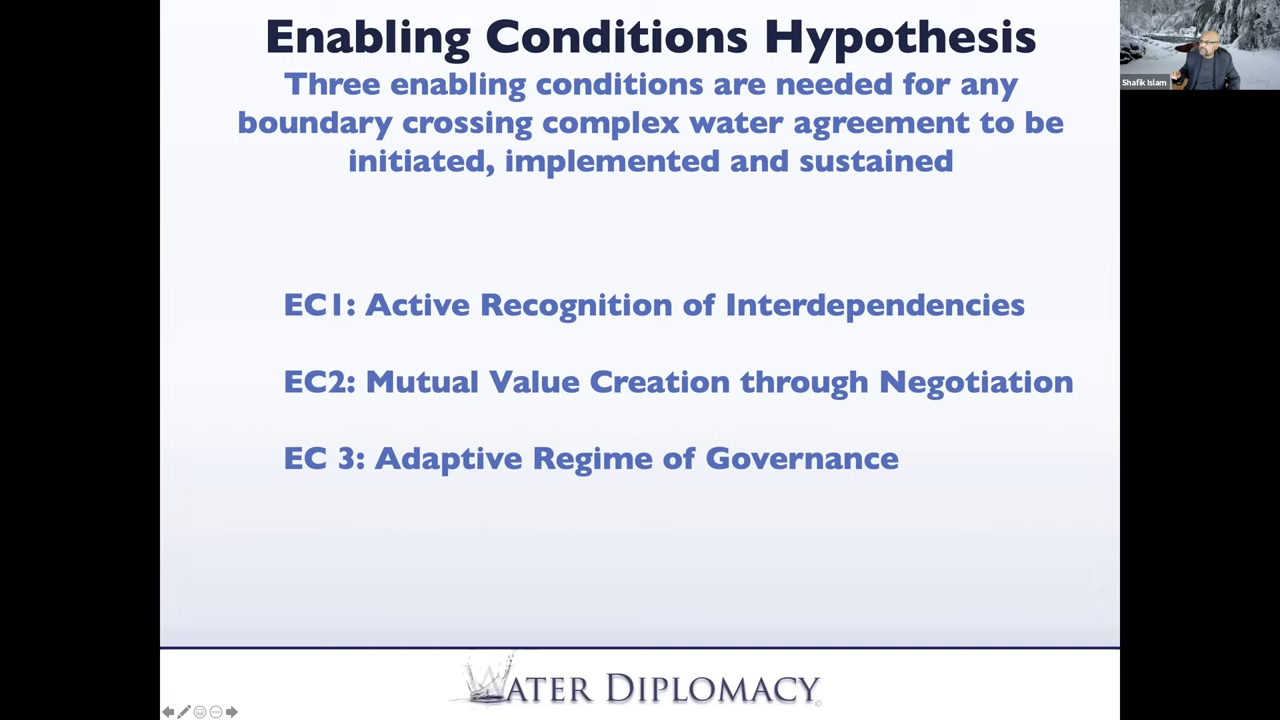 Enabling Conditions Hypothesis
Three enabling conditions are needed for any
boundary crossing complex water agreement to be
initiated, implemented and sustained
EC1: Active Recognition of Interdependencies
EC2: Mutual Value Creation through Negotiation
EC 3: Adaptive Regime of Governance
WATER DIPLOMACY©
Shafik Islam